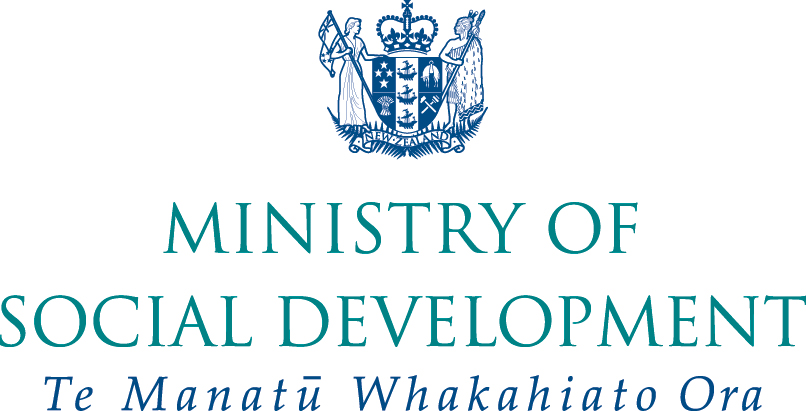 NEW ZEALAND
MINISTRY OF
SOCIAL DEVELOPMENT
Te Manatū Whakahiato Ora